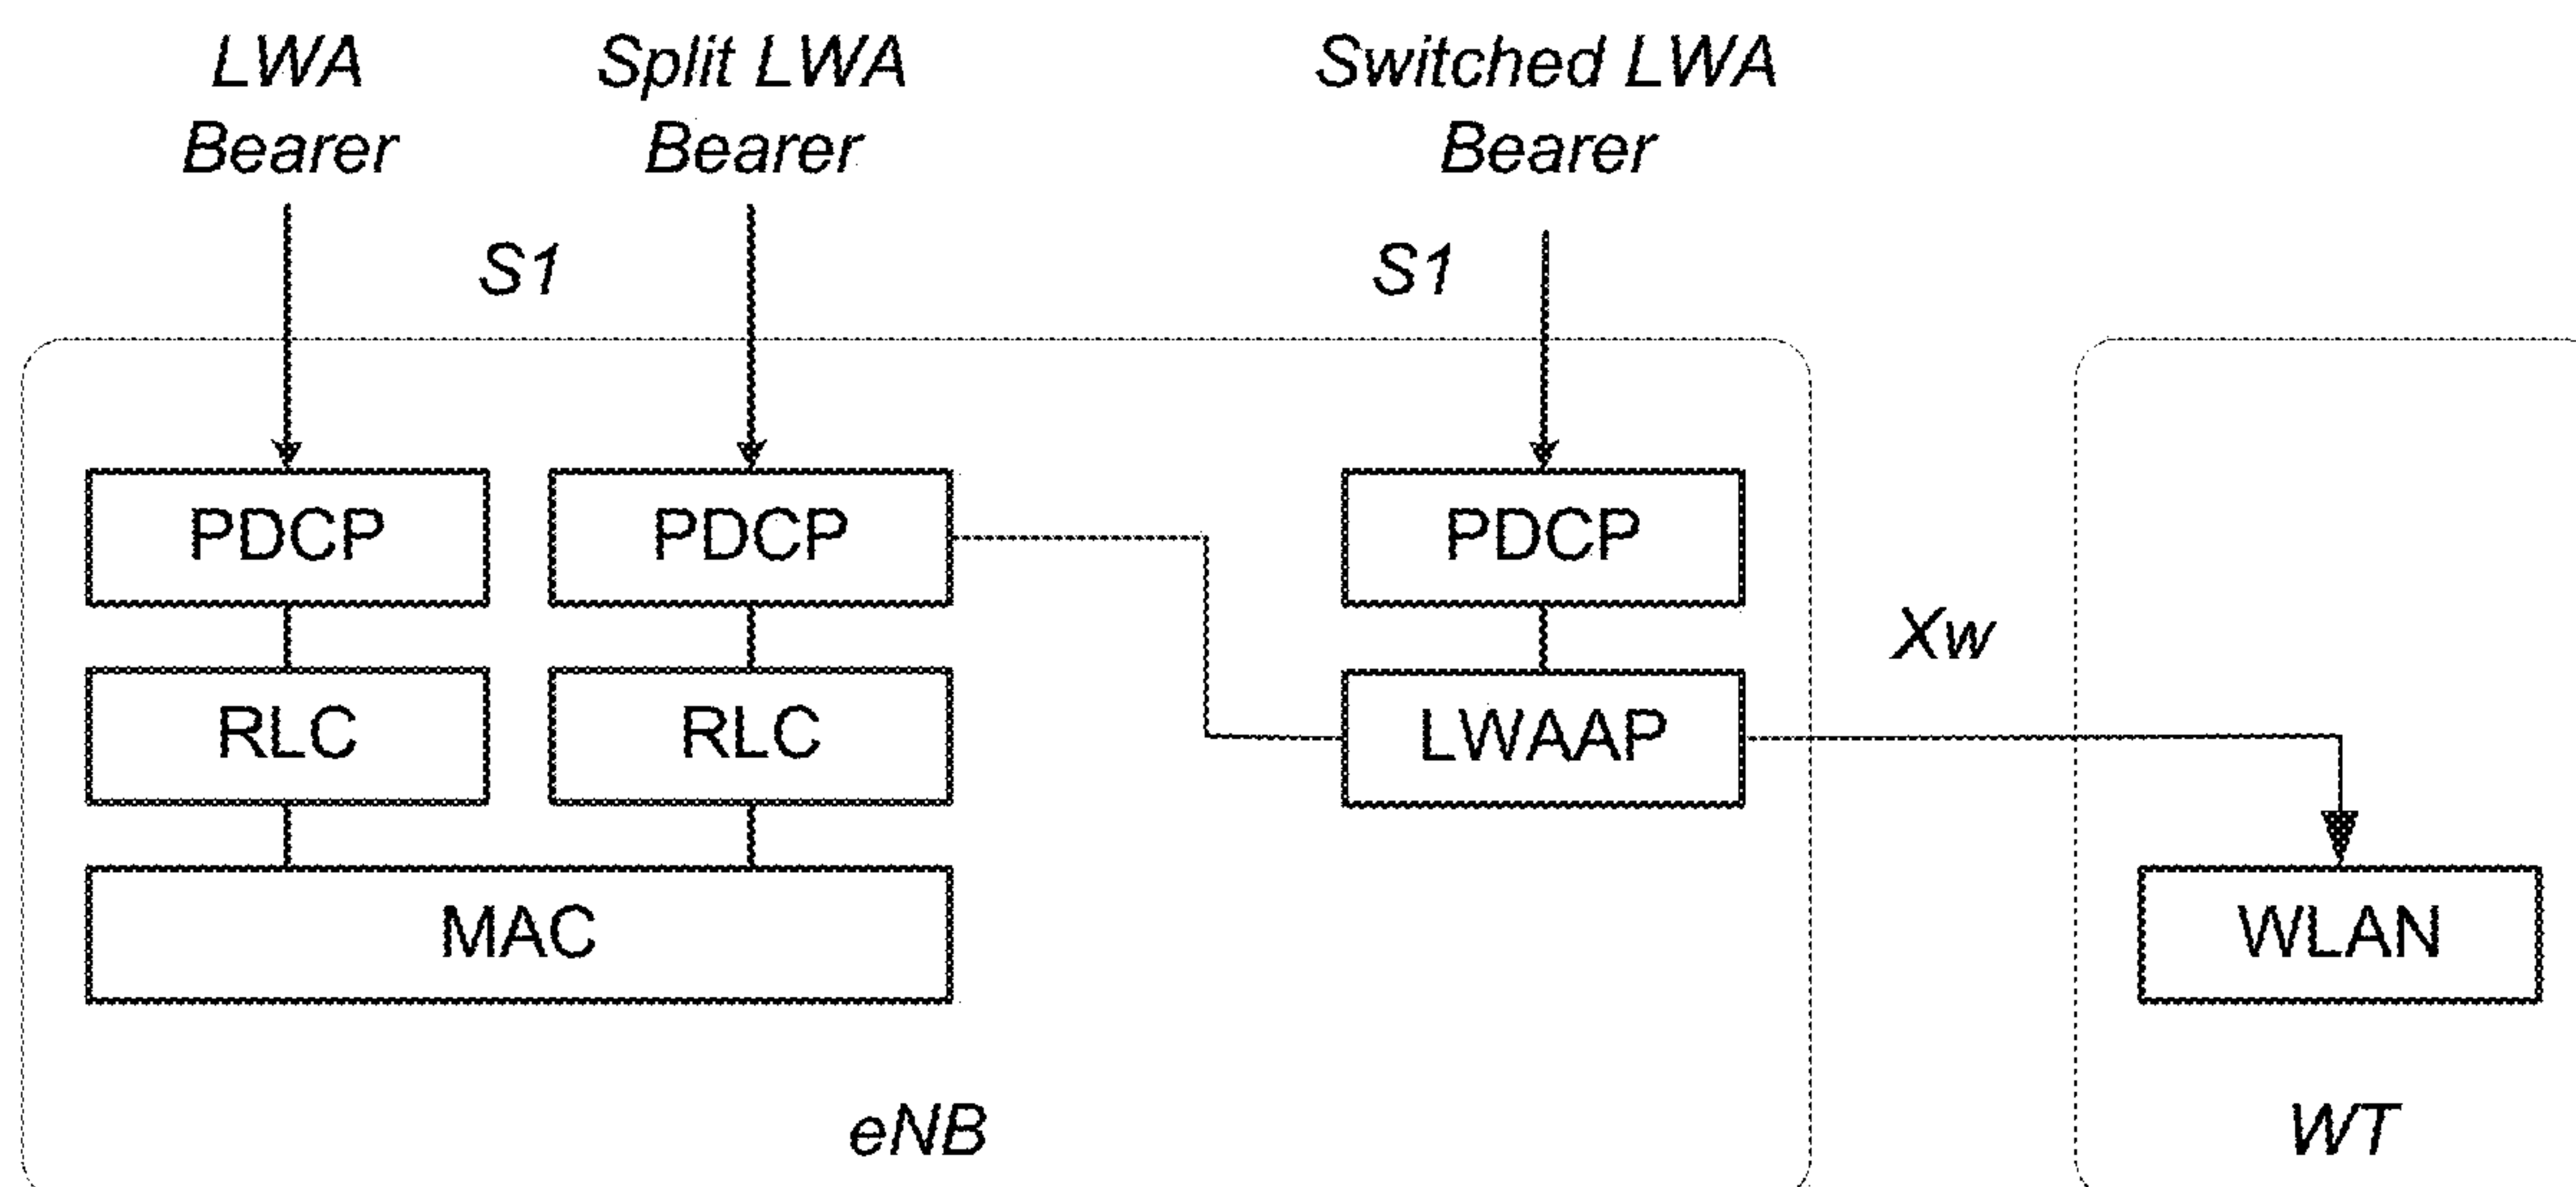 LWA
Bearer
Split LWA
Bearer
Switched LWA
Bearer
S1
S1
PDCP
PDCP
PDCP
Xw
RLC
RLC
LWAAP
MAC
WLAN
eNB
WT